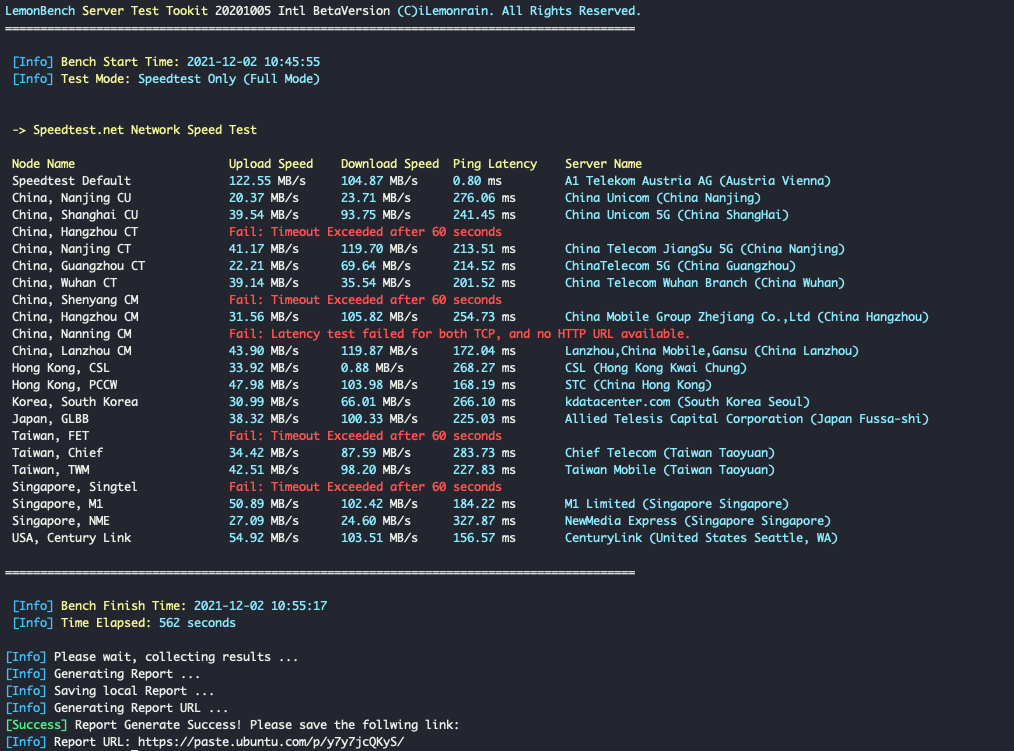 LemonBench Server Test Tookit 20201005 Intl BetaVersion (C)iLemonrain. All Rights Reserved.
[Info] Bench Start Time: 2021-12-02 10:45:55
[Info] Test Mode: Speedtest Only (Full Mode)
-> Speedtest.net Network Speed Test
Node Name Upload Speed Download Speed Ping Latency Server Name
Speedtest Default 122.55 MB/s 104.87 MB/s 0.80 ms A1 Telekom Austria AG (Austria Vienna)
China, Nanjing CU 20.37 MB/s 23.71 MB/s 276.06 ms China Unicom (China Nanjing)
China, Shanghai CU 39.54 MB/s 93.75 MB/s 241.45 ms China Unicom 5G (China ShangHai)
China, Hangzhou CT Fail: Timeout Exceeded after 60 seconds
China, Nanjing CT 41.17 MB/s 119.70 MB/s 213.51 ms China Telecom JiangSu 5G (China Nanjing)
China, Guangzhou CT 22.21 MB/s 69.64 MB/s 214.52 ms ChinaTelecom 5G (China Guangzhou)
China, Wuhan CT 39.14 MB/s 35.54 MB/s 201.52 ms China Telecom Wuhan Branch (China Wuhan)
China, Shenyang CM Fail: Timeout Exceeded after 60 seconds
China, Hangzhou CM 31.56 MB/s 105.82 MB/s 254.73 ms China Mobile Group Zhejiang Co.,Ltd (China Hangzhou)
China, Nanning CM Fail: Latency test failed for both TCP, and no HTTP URL available.
China, Lanzhou CM 43.90 MB/s 119.87 MB/s 172.04 ms Lanzhou,China Mobile,Gansu (China Lanzhou)
Hong Kong, CSL 33.92 MB/s 0.88 MB/s 268.27 ms CSL (Hong Kong Kwai Chung)
Hong Kong, PCCW 47.98 MB/s 103.98 MB/s 168.19 ms STC (China Hong Kong)
Korea, South Korea 30.99 MB/s 66.01 MB/s 266.10 ms kdatacenter.com (South Korea Seoul)
Japan, GLBB 38.32 MB/s 100.33 MB/s 225.03 ms Allied Telesis Capital Corporation (Japan Fussa-shi)
Taiwan, FET Fail: Timeout Exceeded after 60 seconds
Taiwan, Chief 34.42 MB/s 87.59 MB/s 283.73 ms Chief Telecom (Taiwan Taoyuan)
Taiwan, TWM 42.51 MB/s 98.20 MB/s 227.83 ms Taiwan Mobile (Taiwan Taoyuan)
Singapore, Singtel Fail: Timeout Exceeded after 60 seconds
Singapore, M1 50.89 MB/s 102.42 MB/s 184.22 ms M1 Limited (Singapore Singapore)
Singapore, NME 27.09 MB/s 24.60 MB/s 327.87 ms NewMedia Express (Singapore Singapore)
USA, Century Link 54.92 MB/s 103.51 MB/s 156.57 ms CenturyLink (United States Seattle, WA)
[Info] Bench Finish Time: 2021-12-02 10:55:17
[Info] Time Elapsed: 562 seconds
[Info] Please wait, collecting results ...
[Info] Generating Report ...
[Info] Saving local Report ...
[Info] Generating Report URL ...
[Success] Report Generate Success! Please save the follwing link:
[Info] Report URL: https://paste.ubuntu.com/p/y7y7jcQKyS/